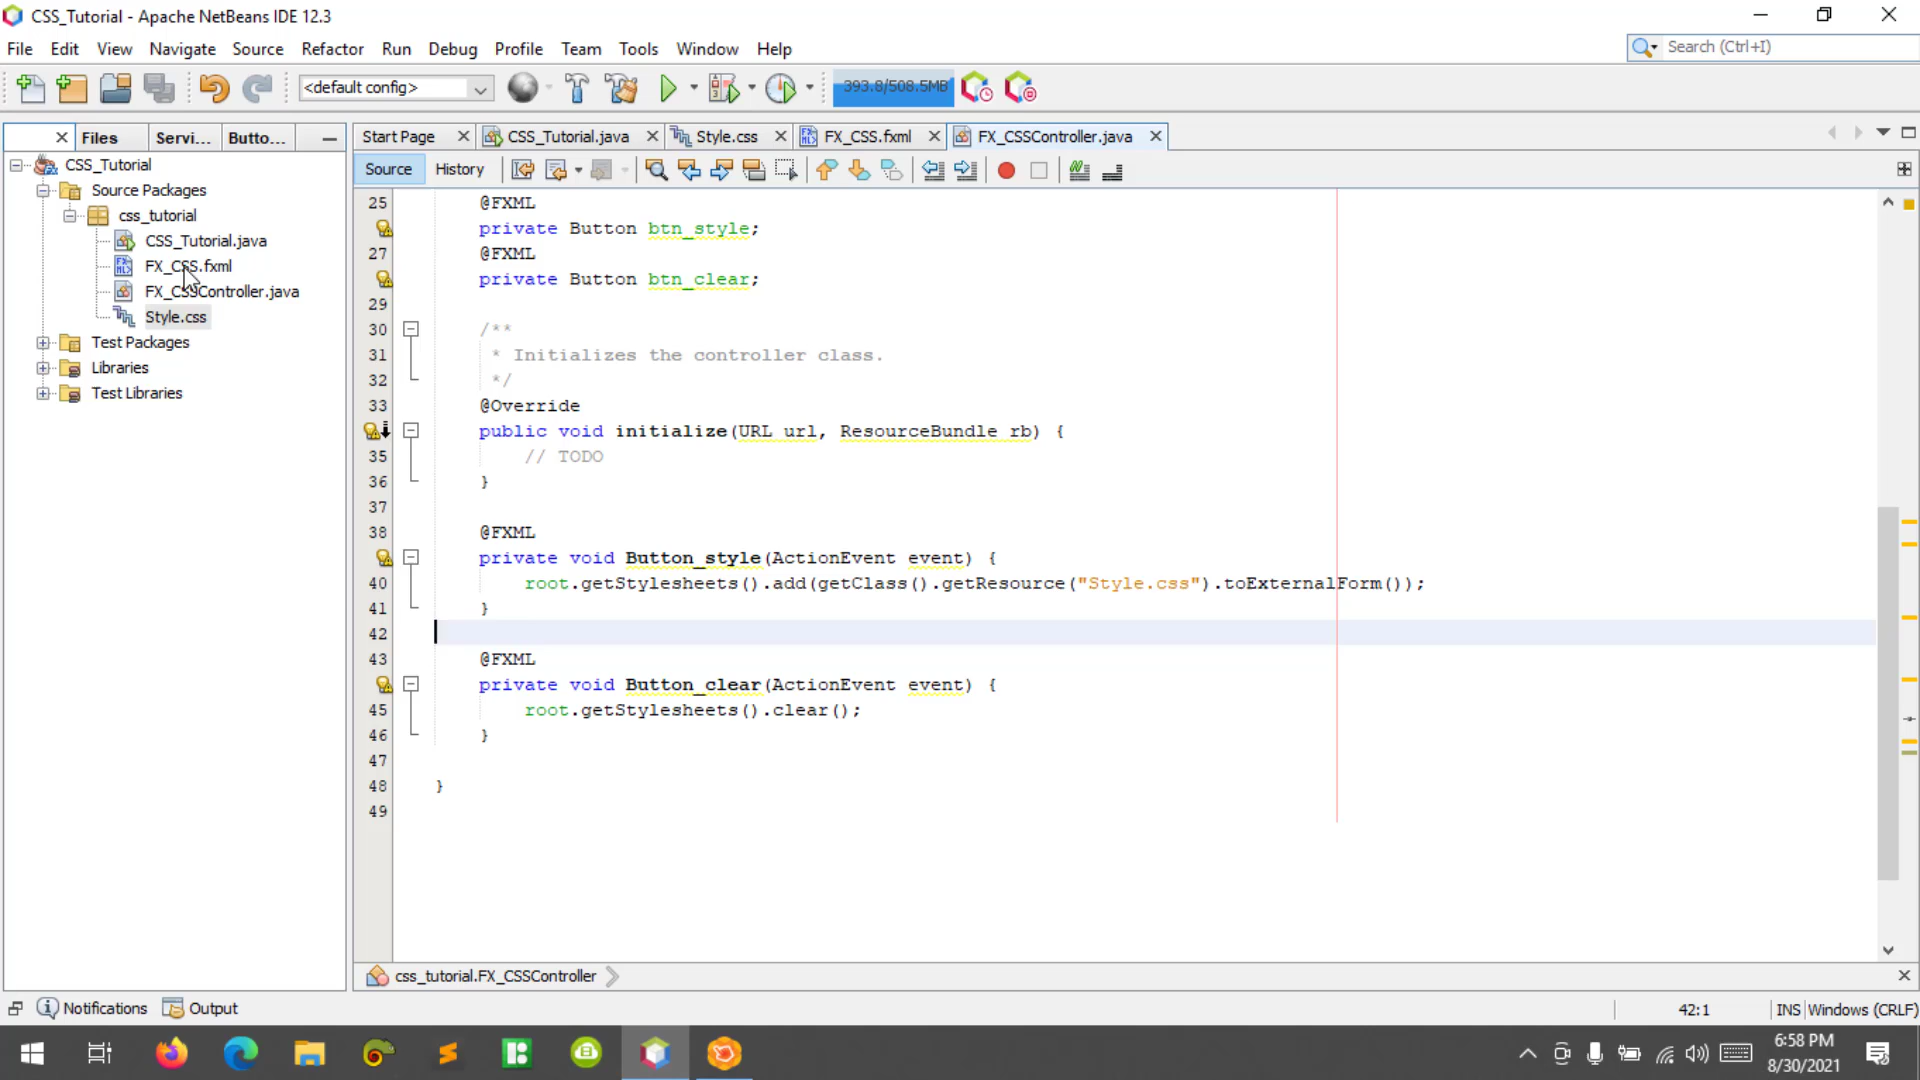 CSS_Tutorial - Apache NetBeans IDE 12.3
File Edit View Navigate Source Refactor Run Debug Profile Team Tools Window Help
Search (Ctrl+I)
<default config>
393.8/508.5MB
Files Servi... Butto...
Start Page CSS_Tutorial.java Style.css FX_CSS.fxml FX_CSSController.java
Source History
CSS_Tutorial
Source Packages
css_tutorial
CSS_Tutorial.java
FX_CSS.fxml
FX_CSSController.java
Style.css
Test Packages
Libraries
Test Libraries
25 @FXML
private Button btn_style;
27 @FXML
private Button btn_clear;
29
30 /**
31 * Initializes the controller class.
32 */
33 @Override
public void initialize(URL url, ResourceBundle rb) {
35 // TODO
36 }
37
38 @FXML
private void Button_style(ActionEvent event) {
40 root.getStylesheets().add(getClass().getResource("Style.css").toExternalForm());
41 }
42
43 @FXML
private void Button_clear(ActionEvent event) {
45 root.getStylesheets().clear();
46 }
47
48 }
49
css_tutorial.FX_CSSController
Notifications Output
42:1 INS Windows (CRLF)
6:58 PM
8/30/2021